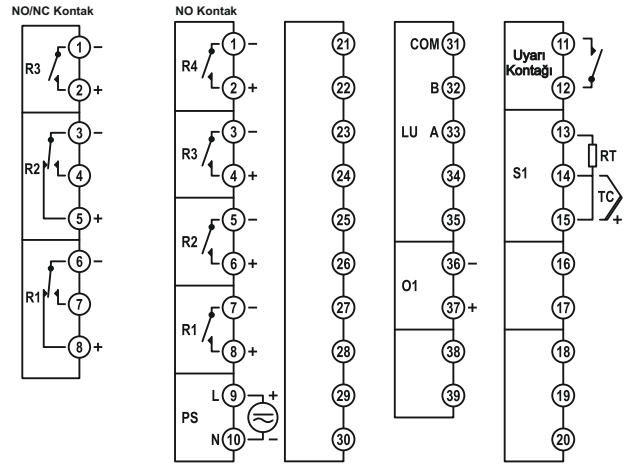 NO/NC Kontak
R3
1 −
2 +
R2
3 −
4
5 +
R1
6 −
7
8 +
NO Kontak
R4
1 −
2 +
R3
3 −
4 +
R2
5 −
6 +
R1
7 −
8 +
PS
L 9 +
N 10 −
21
22
23
24
25
26
27
28
29
30
COM 31
B 32
LU A 33
34
35
O1
36 −
37 +
38
39
Uyarı
Kontağı
11
12
S1
13
14
15
RT
TC
+
16
17
18
19
20